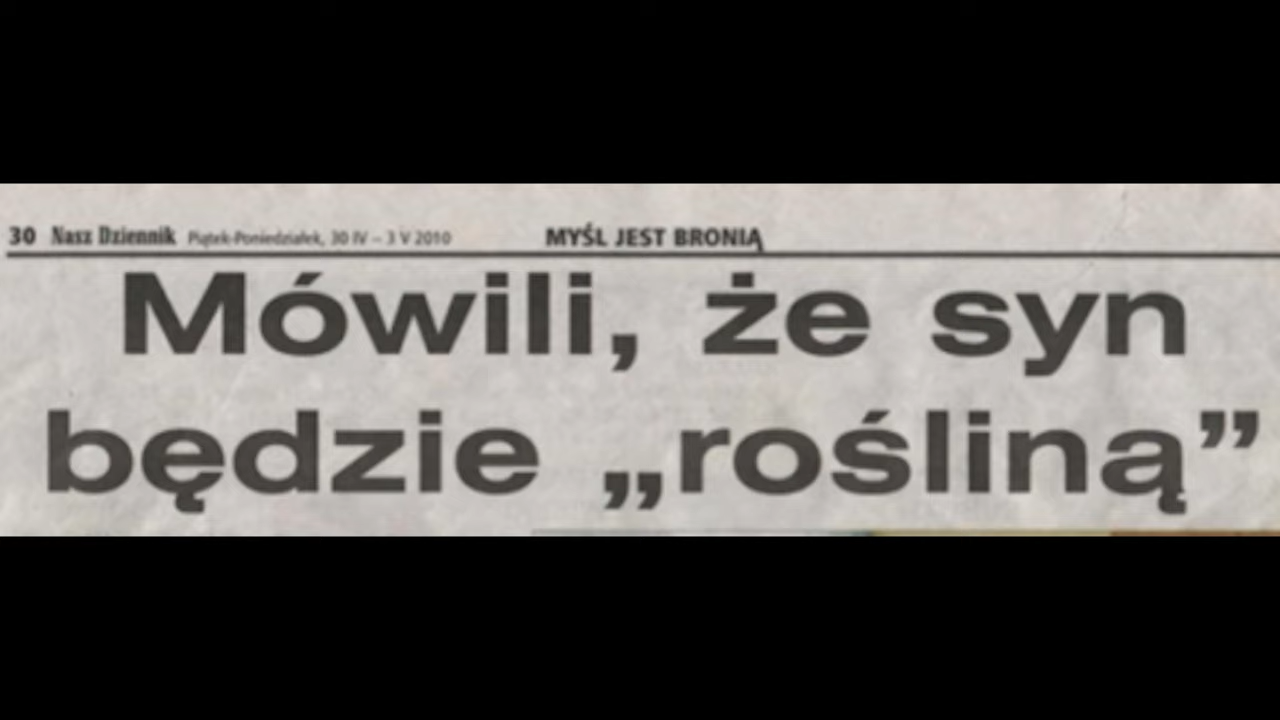 30 Nasz Dziennik Piątek-Poniedziałek, 30 IV – 3 V 2010 MYŚL JEST BRONIĄ
Mówili, że syn
będzie „rośliną”